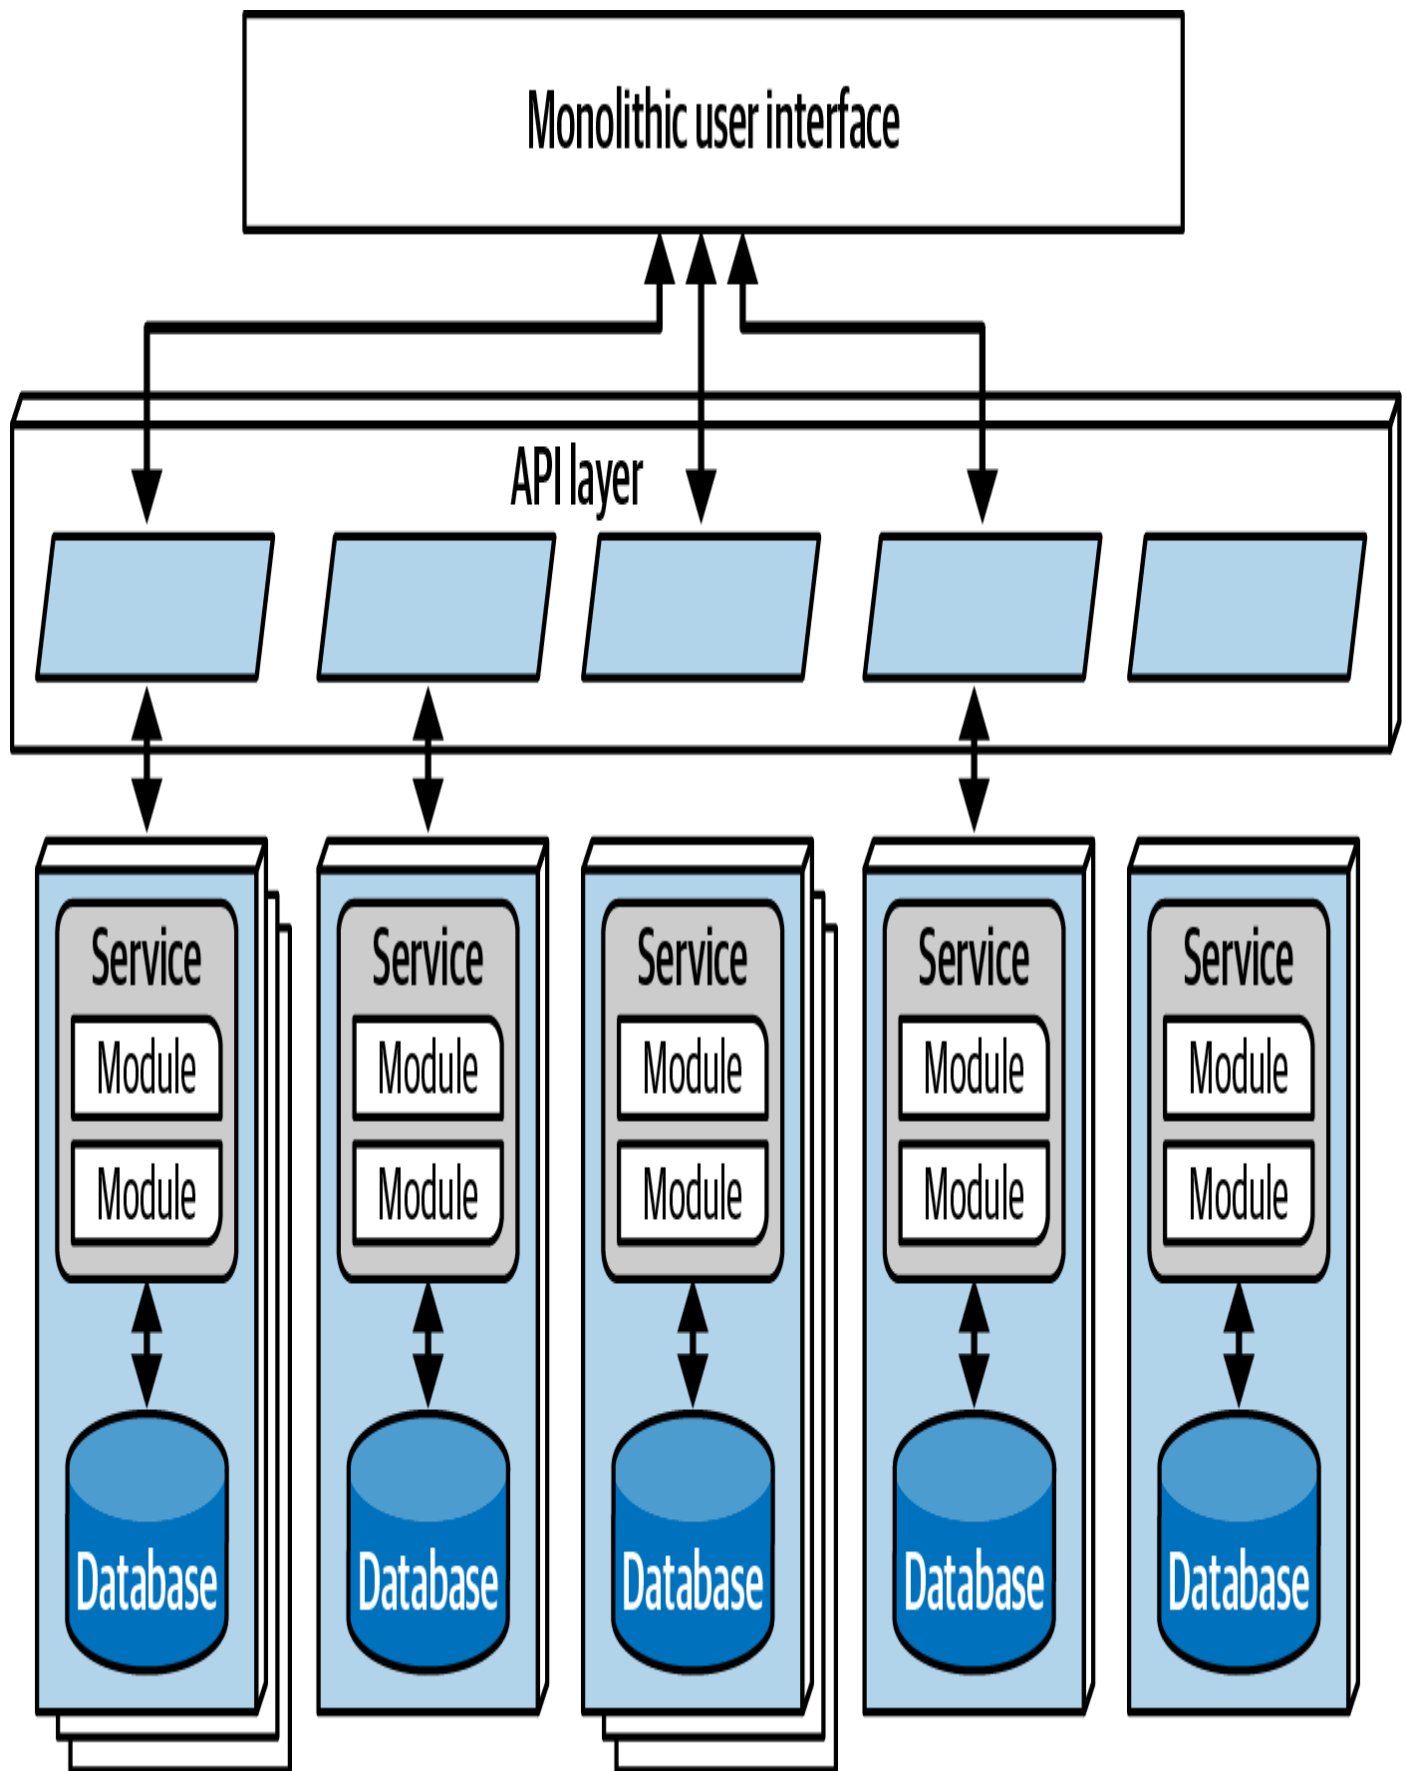 Monolithic user interface
API layer
Service
Module
Module
Database
Service
Module
Module
Database
Service
Module
Module
Database
Service
Module
Module
Database
Service
Module
Module
Database